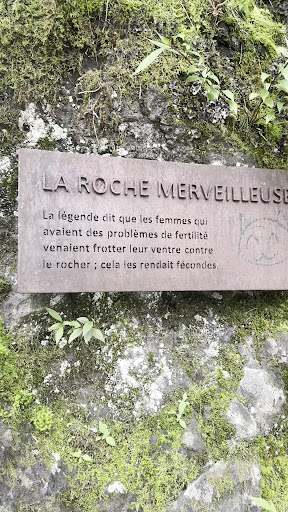 LA ROCHE MERVEILLEUSE
La légende dit que les femmes qui
avaient des problèmes de fertilité
venaient frotter leur ventre contre
le rocher ; cela les rendait fécondes